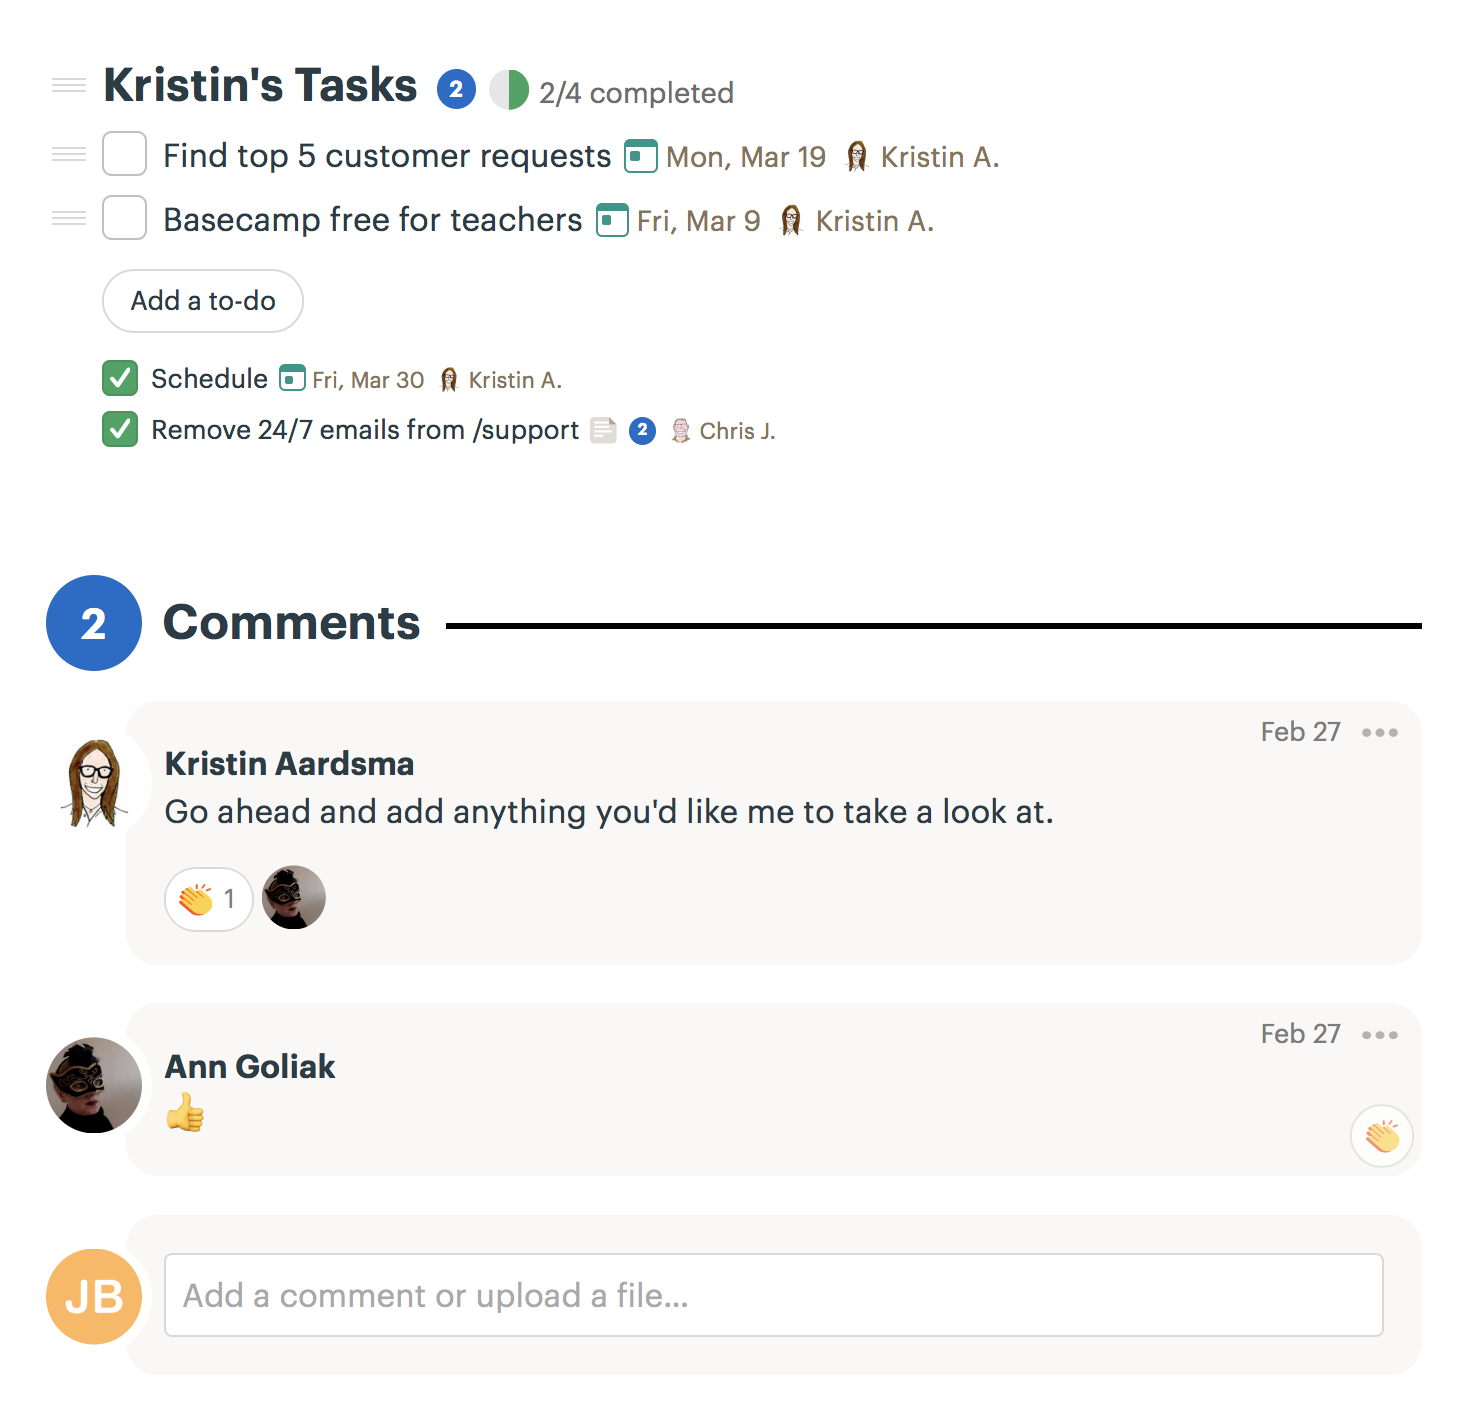 Kristin's Tasks 2 2/4 completed
Find top 5 customer requests Mon, Mar 19 Kristin A.
Basecamp free for teachers Fri, Mar 9 Kristin A.
Add a to-do
Schedule Fri, Mar 30 Kristin A.
Remove 24/7 emails from /support 2 Chris J.
2 Comments
Feb 27
Kristin Aardsma
Go ahead and add anything you'd like me to take a look at.
👏 1
Feb 27
Ann Goliak
👍
👏
JB Add a comment or upload a file...